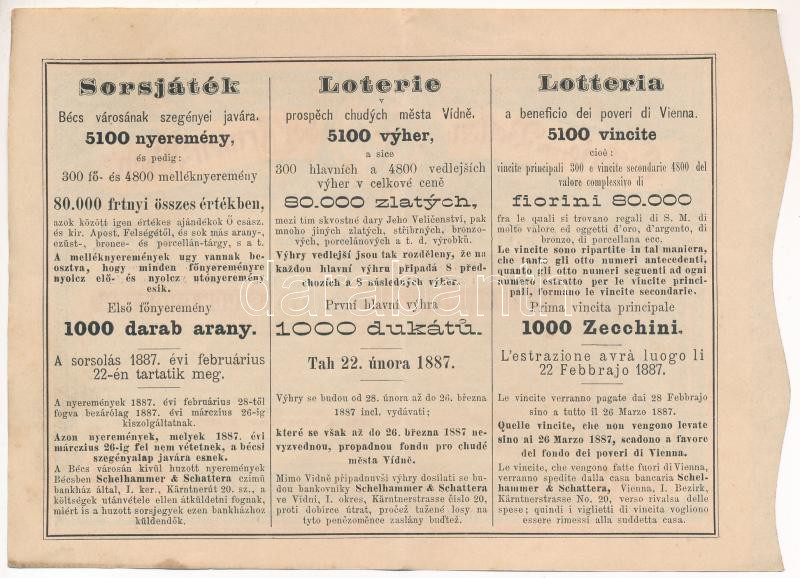 Sorsjáték
Bécs városának szegényei javára.
5100 nyeremény,
és pedig:
300 fő- és 4800 melléknyeremény
80.000 frtnyi összes értékben,
azok között igen értékes ajándékok Ő csász.
és kir. Apost. Felségétől, és sok más arany-,
ezüst-, bronce- és porcellán-tárgy, s a t.
A melléknyeremények ugy vannak be-
osztva, hogy minden főnyereményre
nyolcz elő- és nyolcz utónyeremény
esik.
Első főnyeremény
1000 darab arany.
A sorsolás 1887. évi februárius
22-én tartatik meg.
A nyeremények 1887. évi februárius 28-től
fogva bezárólag 1887. évi márczius 26-ig
kiszolgáltatnak.
Azon nyeremények, melyek 1887. évi
márczius 26-ig fel nem vétetnek, a bécsi
szegényalap javára esnek.
A Bécs városán kivül huzott nyeremények
Bécsben Schelhammer & Schattera czimü
bankház által, I. ker., Kärntnerút 20. sz., a
költségek utánvétele ellen átküldetni fognak,
miért is a huzott sorsjegyek ezen bankházhoz
küldendők.
Loterie
v
prospěch chudých města Vídně.
5100 výher,
a sice
300 hlavních a 4800 vedlejších
výher v celkové ceně
80.000 zlatých,
mezi tím skvostné dary Jeho Veličenství, pak
mnoho jiných zlatých, stříbrných, bronzo-
vých, porcelánových a t. d. výrobků.
Výhry vedlejší jsou tak rozděleny, že na
každou hlavní výhru připadá 8 před-
chozích a 8 následných výher.
První hlavní výhra
1000 dukátů.
Tah 22. února 1887.
Výhry se budou od 28. února až do 26. března
1887 incl. vydávati;
které se však až do 26. března 1887 ne-
vyzvednou, propadnou fondu pro chudé
města Vídně.
Mimo Vídně připadnuvší výhry dosílati se bu-
dou bankovníky Schelhammer & Schattera
ve Vídni, I. okres, Kärntnerstrasse číslo 20,
proti dobírce útrat, pročež tažené losy na
tyto penězoměnce zaslány buďtež.
Lotteria
a beneficio dei poveri di Vienna.
5100 vincite
cioè:
vincite principali 300 e vincite secondarie 4800 del
valore complessivo di
fiorini 80.000
fra le quali si trovano regali di S. M. di
molto valore ed oggetti d'oro, d'argento, di
bronzo, di porcellana ecc.
Le vincite sono ripartite in tal maniera,
che tanto gli otto numeri antecedenti,
quanto gli otto numeri seguenti ad ogni
numero estratto per le vincite princi-
pali, formino le vincite secondarie.
Prima vincita principale
1000 Zecchini.
L'estrazione avrà luogo li
22 Febbrajo 1887.
Le vincite verranno pagate dai 28 Febbrajo
sino a tutto il 26 Marzo 1887.
Quelle vincite, che non vengono levate
sino ai 26 Marzo 1887, scadono a favore
del fondo dei poveri di Vienna.
Le vincite, che vengono fatte fuori di Vienna,
verranno spedite dalla casa bancaria Schel-
hammer & Schattera, Vienna, I. Bezirk,
Kärntnerstrasse No. 20, verso rivalsa delle
spese; quindi i viglietti di vincita vogliono
essere rimessi alla suddetta casa.
darabanth